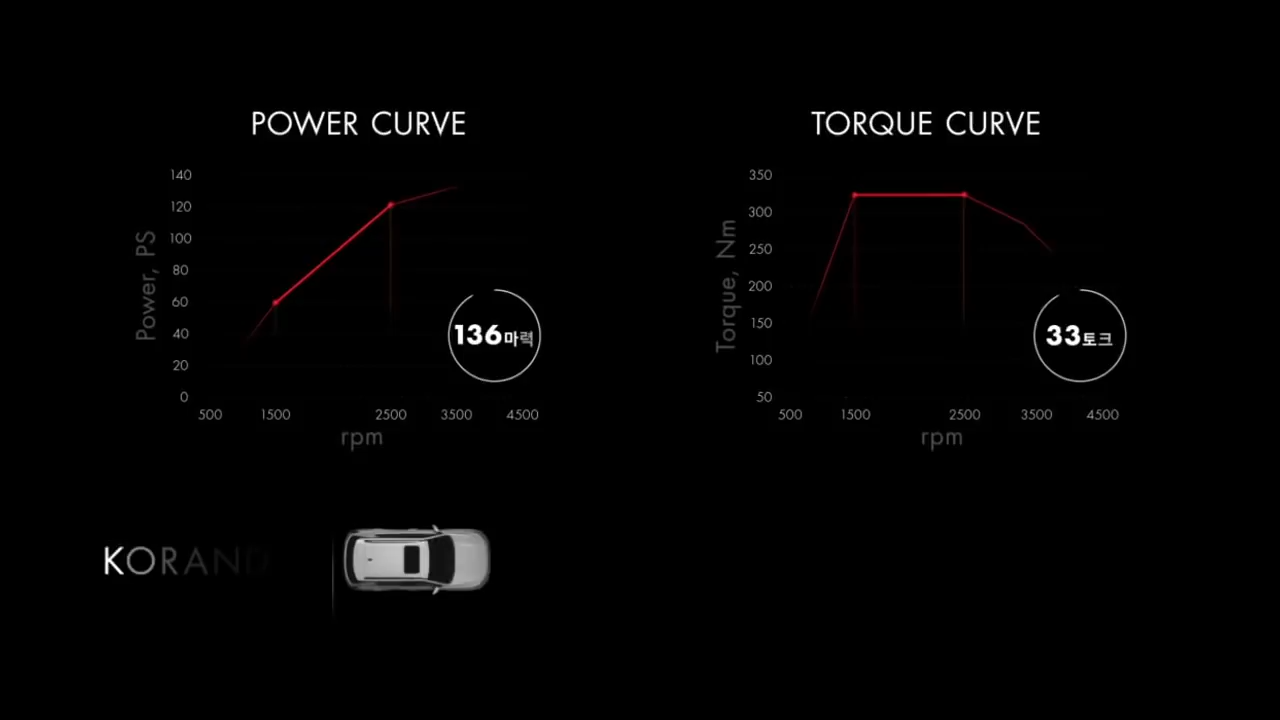 POWER CURVE
140
120
100
80
60
40
20
0
Power, PS
500 1500 2500 3500 4500
rpm
136마력
TORQUE CURVE
350
300
250
200
150
100
50
Torque, Nm
500 1500 2500 3500 4500
rpm
33토크
KORAND